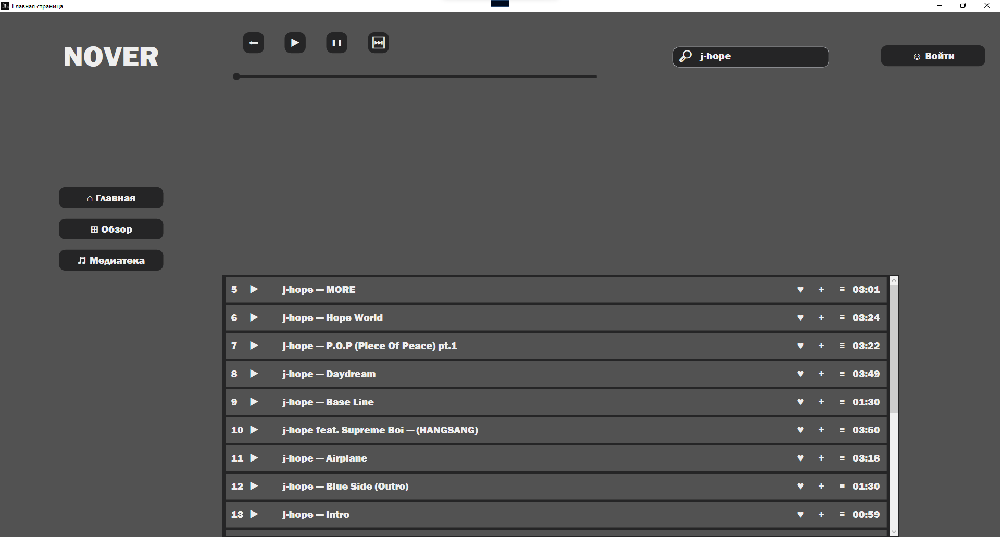 Главная страница
NOVER
j-hope
☺ Войти
⌂ Главная
⊞ Обзор
♬ Медиатека
5 ▶ j-hope — MORE ♥ + ≡ 03:01
6 ▶ j-hope — Hope World ♥ + ≡ 03:24
7 ▶ j-hope — P.O.P (Piece Of Peace) pt.1 ♥ + ≡ 03:22
8 ▶ j-hope — Daydream ♥ + ≡ 03:49
9 ▶ j-hope — Base Line ♥ + ≡ 01:30
10 ▶ j-hope feat. Supreme Boi — (HANGSANG) ♥ + ≡ 03:50
11 ▶ j-hope — Airplane ♥ + ≡ 03:18
12 ▶ j-hope — Blue Side (Outro) ♥ + ≡ 01:30
13 ▶ j-hope — Intro ♥ + ≡ 00:59